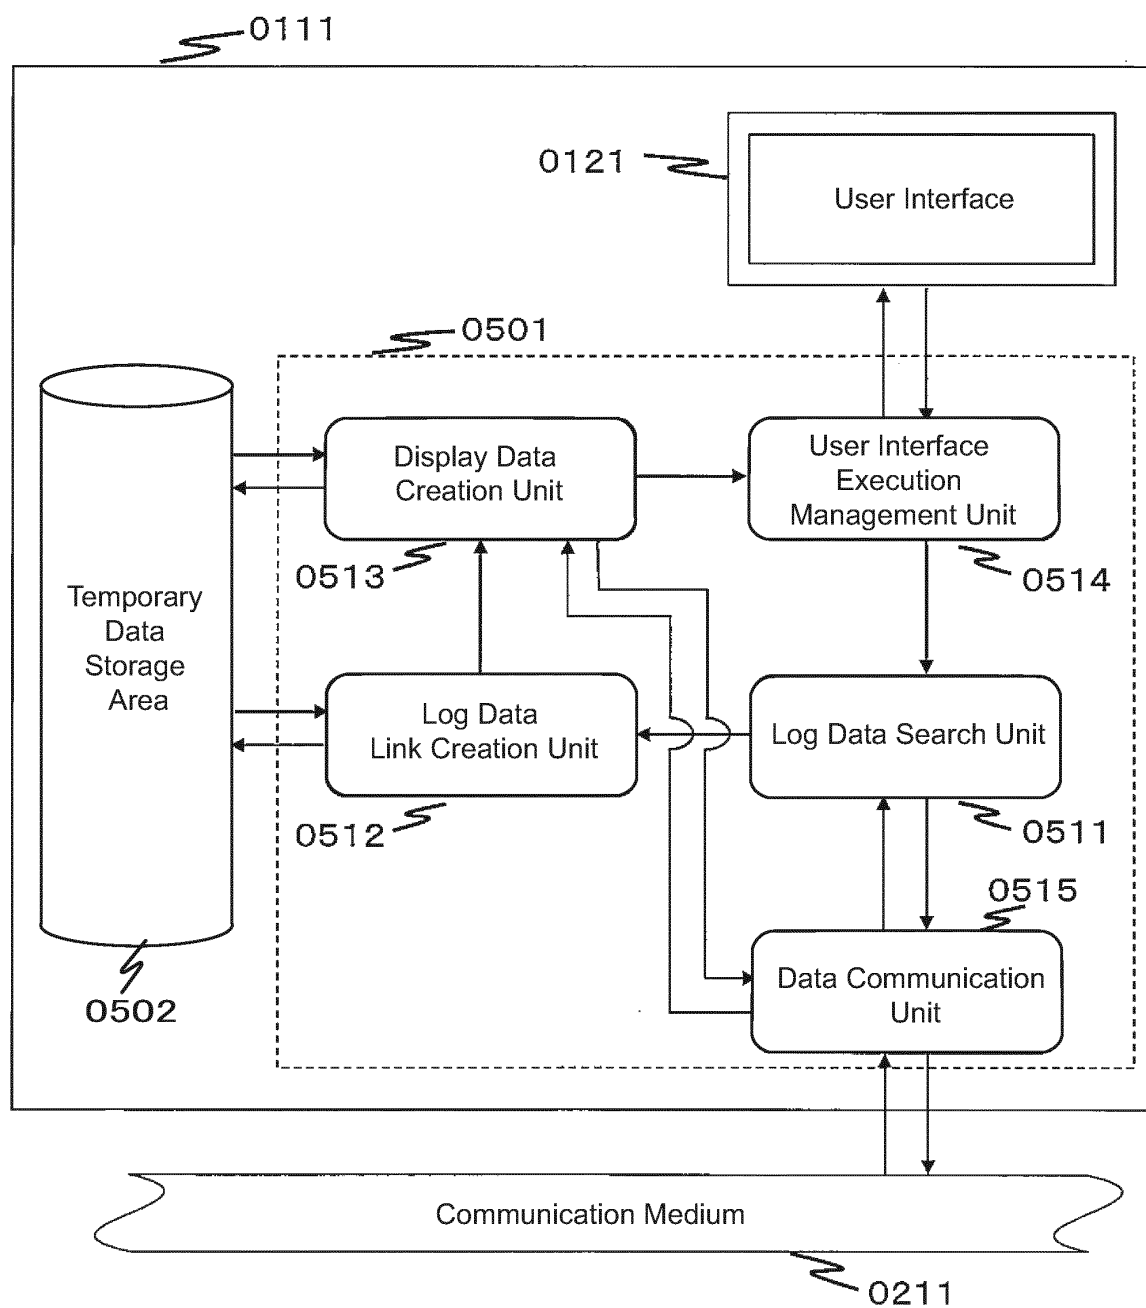 0111
0121
User Interface
0501
Display Data
Creation Unit
User Interface
Execution
Management Unit
0513
0514
Temporary
Data
Storage
Area
Log Data
Link Creation Unit
Log Data Search Unit
0512
0511
0515
Data Communication
Unit
0502
Communication Medium
0211